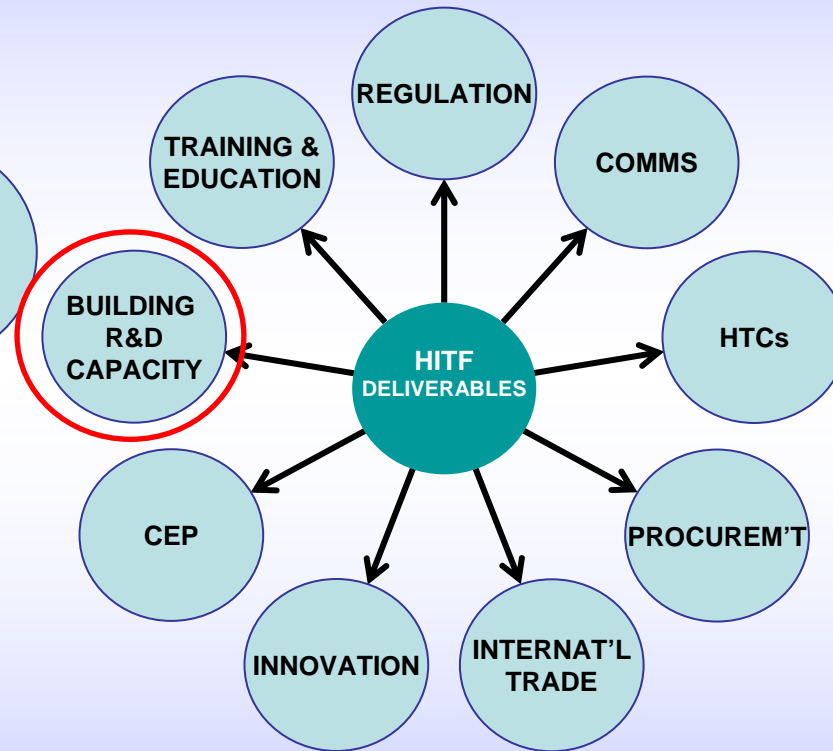 REGULATION
TRAINING &
EDUCATION
COMMS
BUILDING
R&D
CAPACITY
HITF
DELIVERABLES
HTCs
CEP
PROCUREM’T
INNOVATION
INTERNAT’L
TRADE